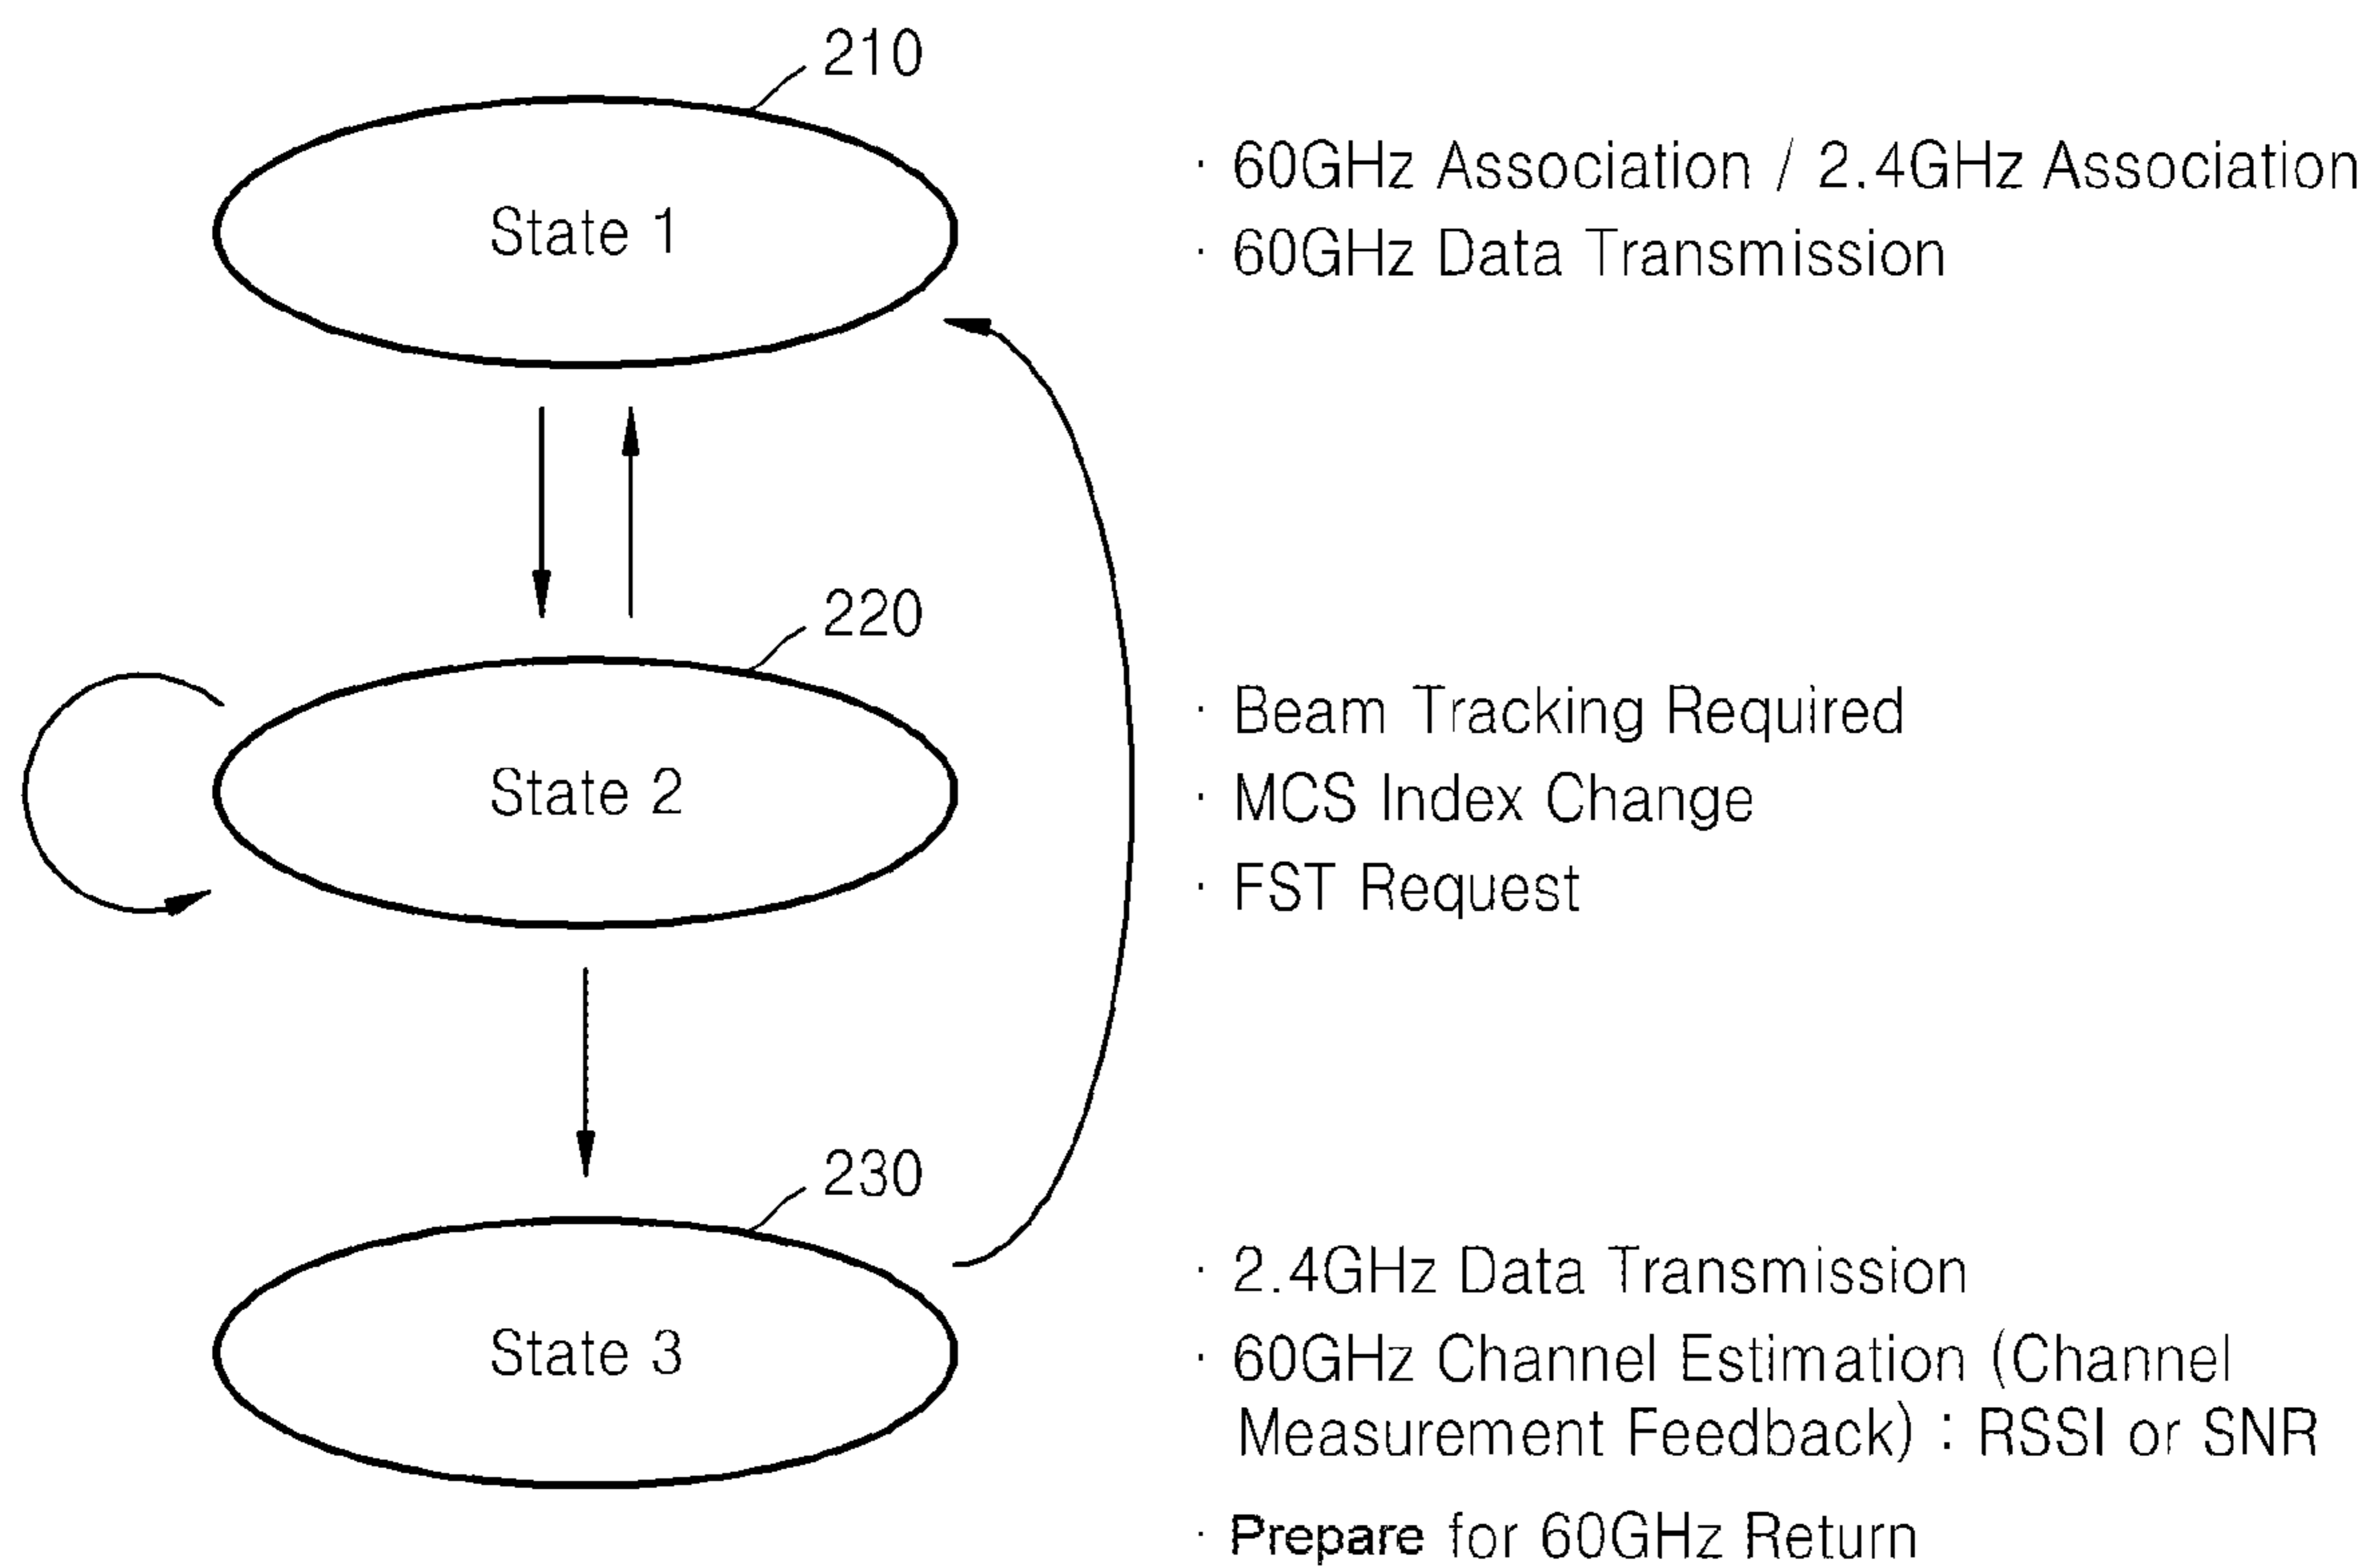 210
State 1
· 60GHz Association / 2.4GHz Association
· 60GHz Data Transmission
220
State 2
· Beam Tracking Required
· MCS Index Change
· FST Request
230
State 3
· 2.4GHz Data Transmission
· 60GHz Channel Estimation (Channel
Measurement Feedback) : RSSI or SNR
· Prepare for 60GHz Return